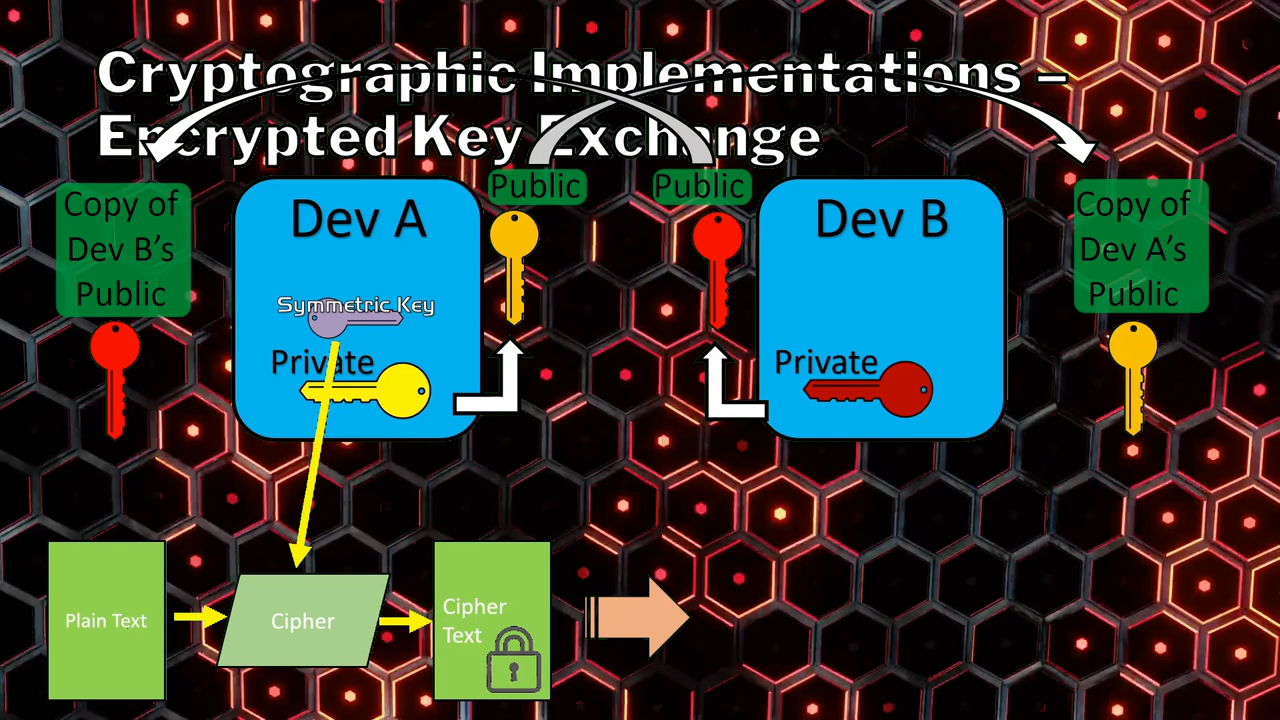 Cryptographic Implementations –
Encrypted Key Exchange
Public
Public
Copy of
Dev B’s
Public
Dev A
Dev B
Copy of
Dev A’s
Public
Symmetric Key
Private
Private
Plain Text
Cipher
Cipher
Text